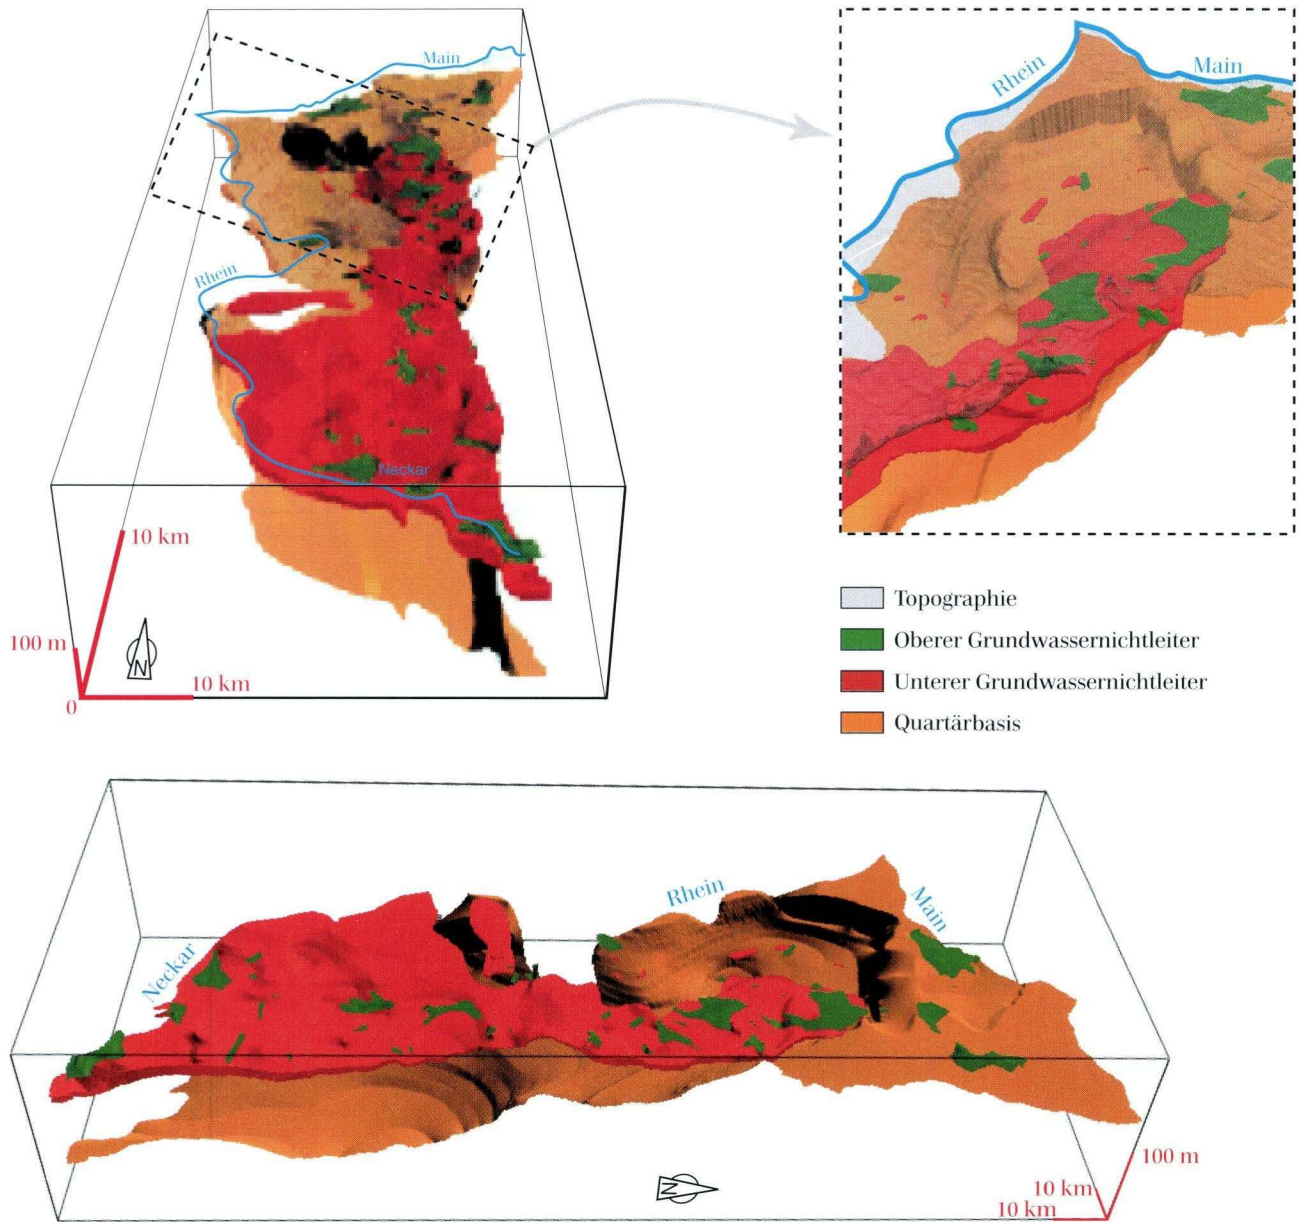 Main
Rhein
Neckar
10 km
100 m
N
10 km
0
Rhein
Main
Topographie
Oberer Grundwassernichtleiter
Unterer Grundwassernichtleiter
Quartärbasis
Neckar
Rhein
Main
N
100 m
10 km
10 km